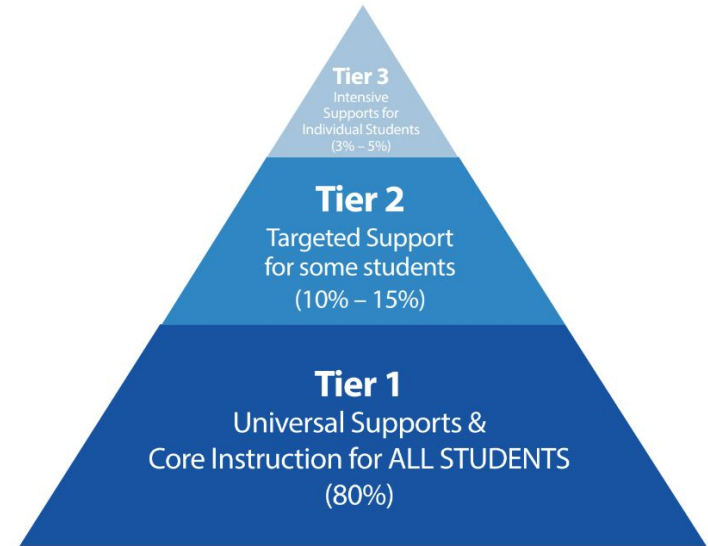 Tier 3
Intensive
Supports for
Individual Students
(3% – 5%)
Tier 2
Targeted Support
for some students
(10% – 15%)
Tier 1
Universal Supports &
Core Instruction for ALL STUDENTS
(80%)